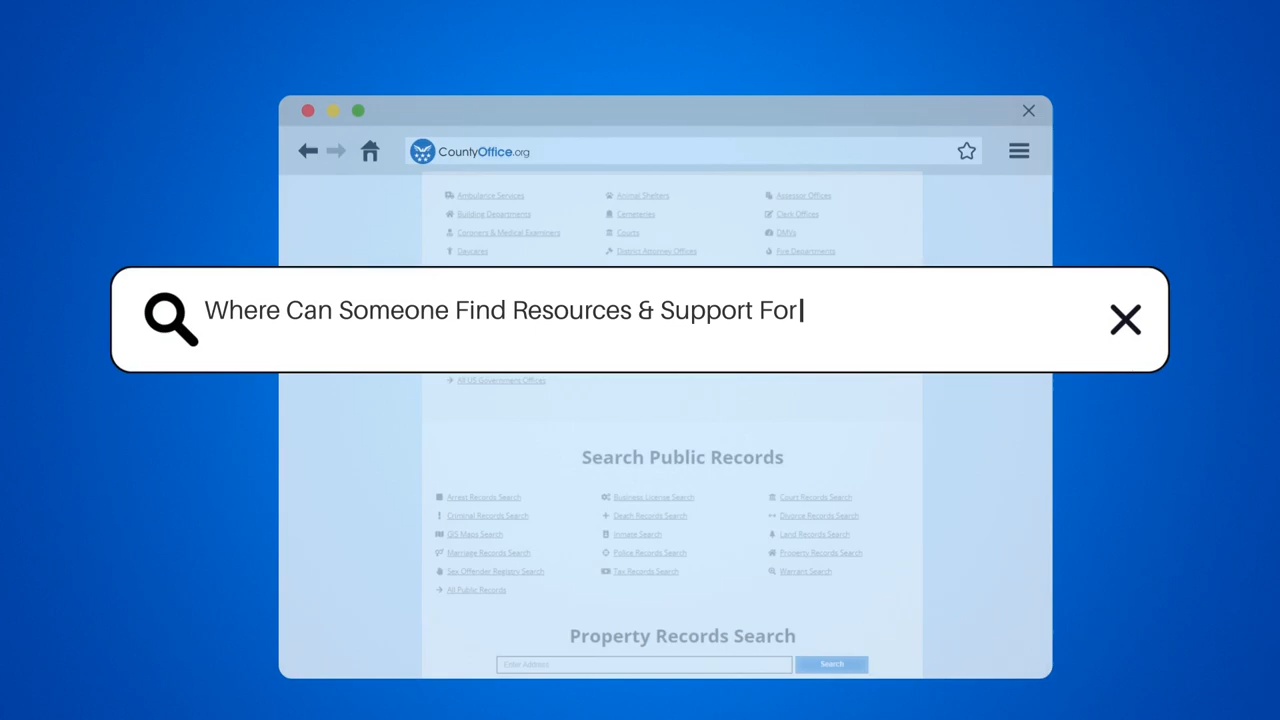 CountyOffice.org
Ambulance Services
Animal Shelters
Assessor Offices
Building Departments
Cemeteries
Clerk Offices
Coroners & Medical Examiners
Courts
DMVs
Daycares
District Attorney Offices
Fire Departments
Where Can Someone Find Resources & Support For
All US Government Offices
Search Public Records
Arrest Records Search
Business License Search
Court Records Search
Criminal Records Search
Death Records Search
Divorce Records Search
GIS Maps Search
Inmate Search
Land Records Search
Marriage Records Search
Police Records Search
Property Records Search
Sex Offender Registry Search
Tax Records Search
Warrant Search
All Public Records
Property Records Search
Enter Address
Search